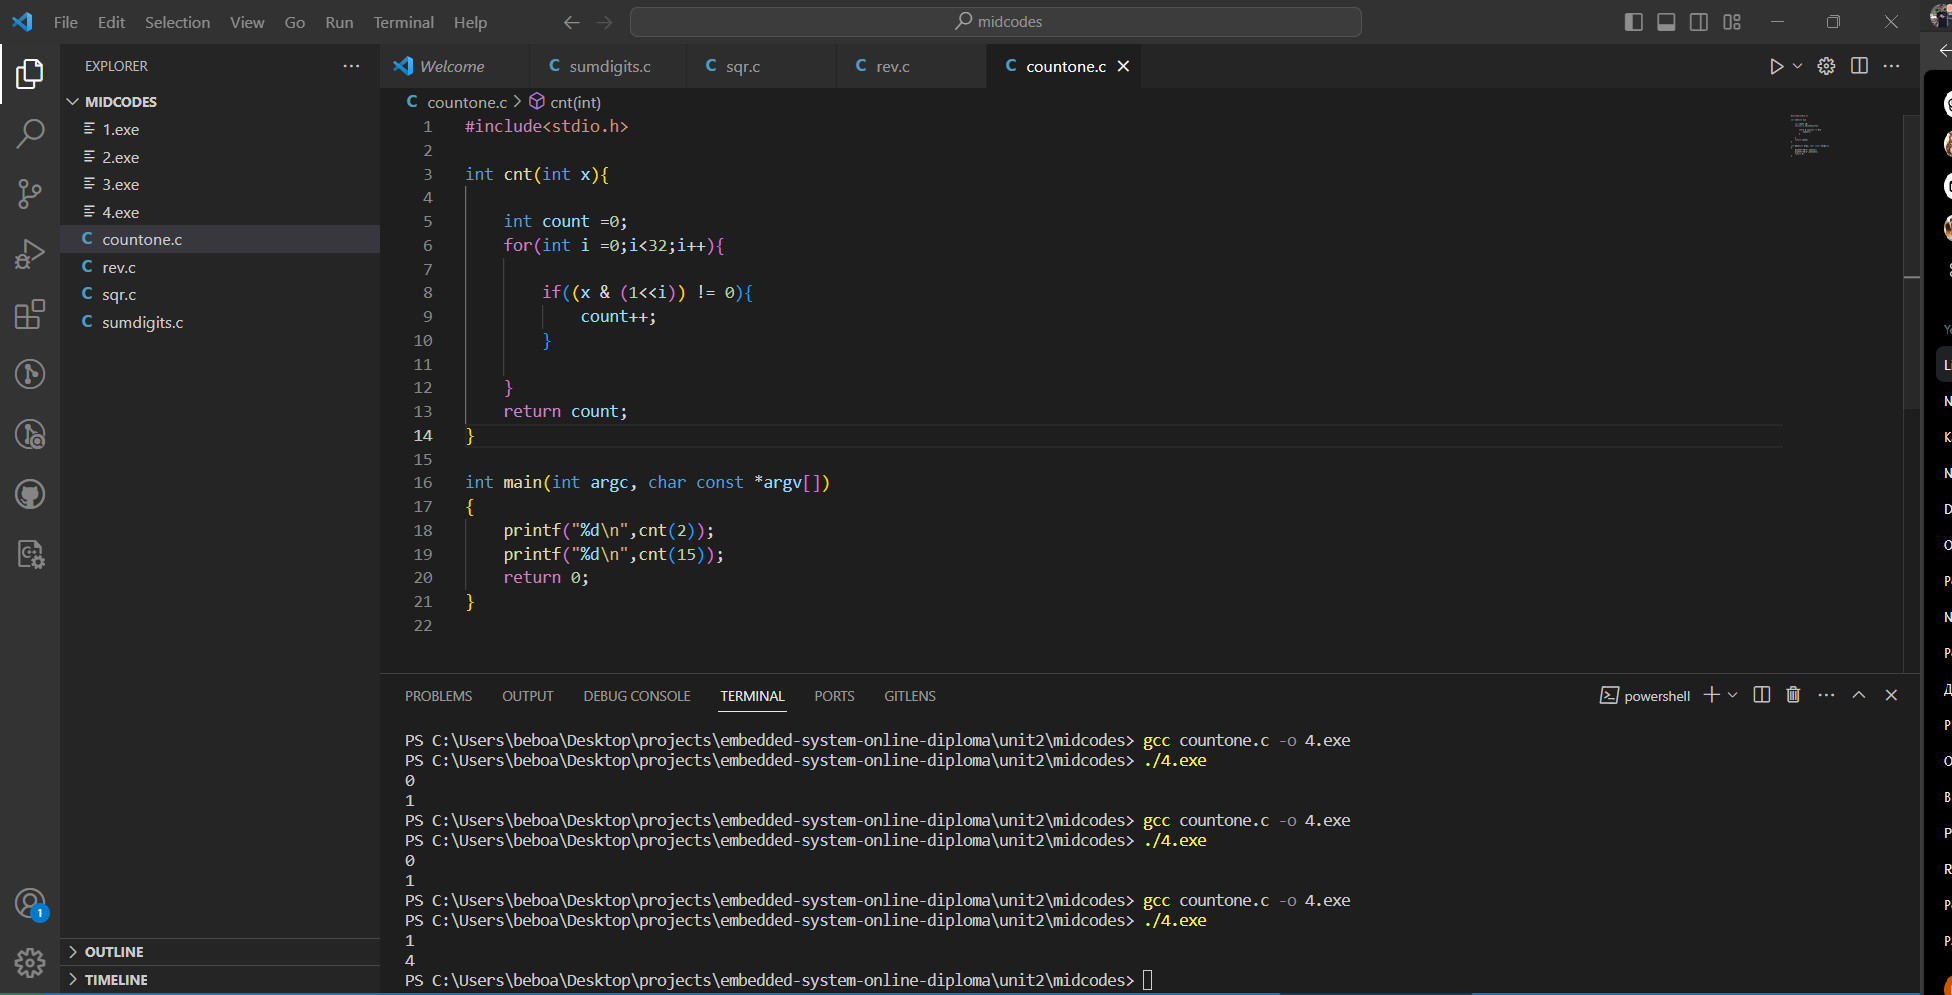 File Edit Selection View Go Run Terminal Help
midcodes
EXPLORER
MIDCODES
1.exe
2.exe
3.exe
4.exe
countone.c
rev.c
sqr.c
sumdigits.c
OUTLINE
TIMELINE
1
Welcome
C sumdigits.c
C sqr.c
C rev.c
C countone.c
C countone.c > cnt(int)
1 #include<stdio.h>
2
3 int cnt(int x){
4
5 int count =0;
6 for(int i =0;i<32;i++){
7
8 if((x & (1<<i)) != 0){
9 count++;
10 }
11
12 }
13 return count;
14 }
15
16 int main(int argc, char const *argv[])
17 {
18 printf("%d\n",cnt(2));
19 printf("%d\n",cnt(15));
20 return 0;
21 }
22
PROBLEMS OUTPUT DEBUG CONSOLE TERMINAL PORTS GITLENS
powershell
PS C:\Users\beboa\Desktop\projects\embedded-system-online-diploma\unit2\midcodes> gcc countone.c -o 4.exe
PS C:\Users\beboa\Desktop\projects\embedded-system-online-diploma\unit2\midcodes> ./4.exe
0
1
PS C:\Users\beboa\Desktop\projects\embedded-system-online-diploma\unit2\midcodes> gcc countone.c -o 4.exe
PS C:\Users\beboa\Desktop\projects\embedded-system-online-diploma\unit2\midcodes> ./4.exe
0
1
PS C:\Users\beboa\Desktop\projects\embedded-system-online-diploma\unit2\midcodes> gcc countone.c -o 4.exe
PS C:\Users\beboa\Desktop\projects\embedded-system-online-diploma\unit2\midcodes> ./4.exe
1
4
PS C:\Users\beboa\Desktop\projects\embedded-system-online-diploma\unit2\midcodes>